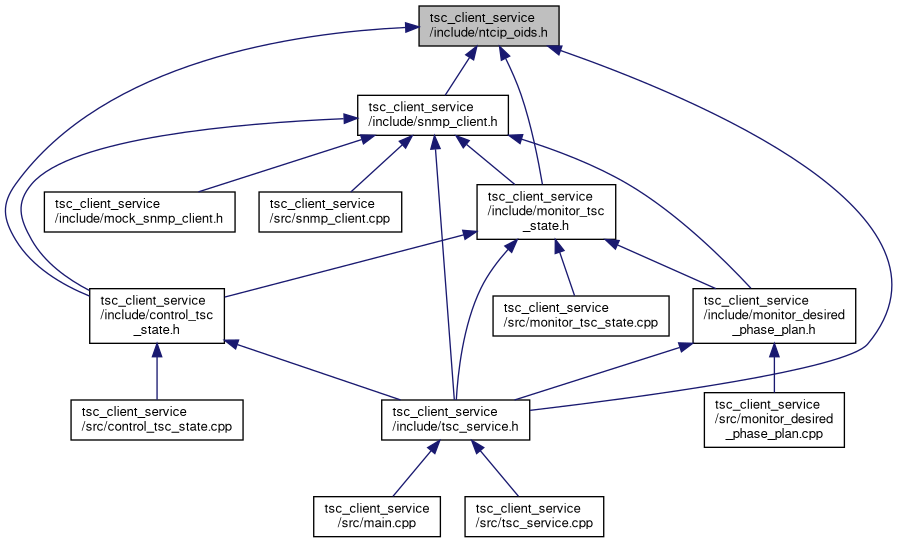 tsc_client_service
/include/ntcip_oids.h
tsc_client_service
/include/snmp_client.h
tsc_client_service
/include/mock_snmp_client.h
tsc_client_service
/src/snmp_client.cpp
tsc_client_service
/include/monitor_tsc
_state.h
tsc_client_service
/include/control_tsc
_state.h
tsc_client_service
/src/monitor_tsc_state.cpp
tsc_client_service
/include/monitor_desired
_phase_plan.h
tsc_client_service
/src/control_tsc_state.cpp
tsc_client_service
/include/tsc_service.h
tsc_client_service
/src/monitor_desired
_phase_plan.cpp
tsc_client_service
/src/main.cpp
tsc_client_service
/src/tsc_service.cpp